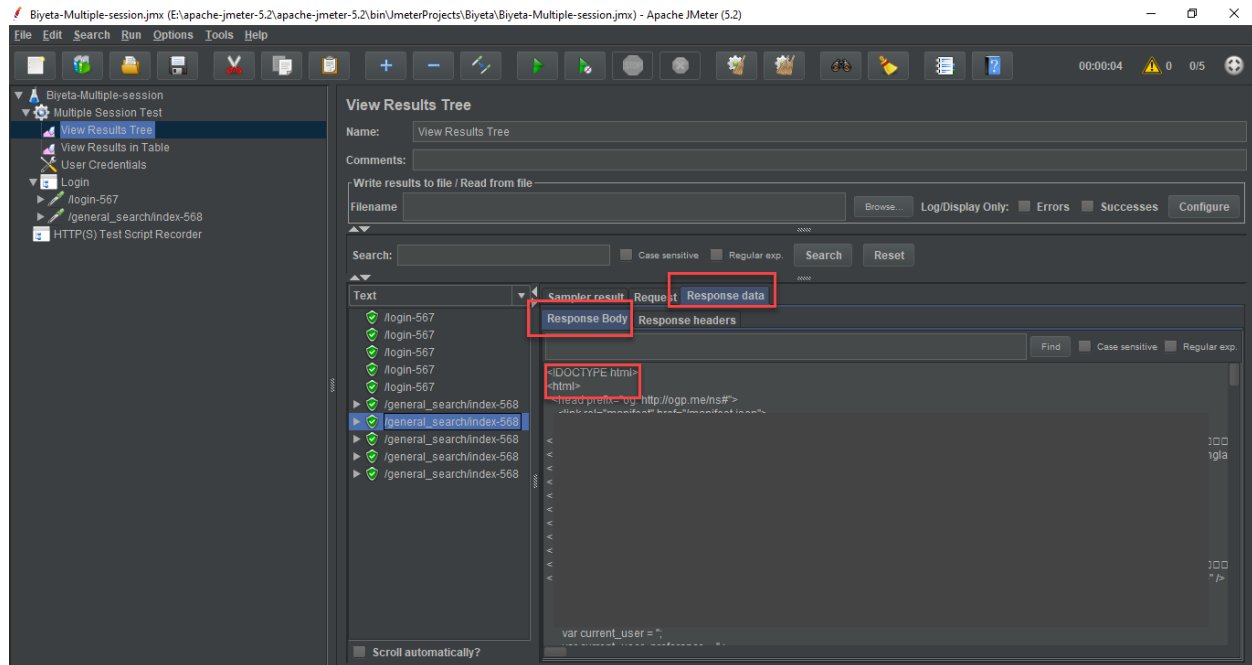 Biyeta-Multiple-session.jmx (E:\apache-jmeter-5.2\apache-jmeter-5.2\bin\JmeterProjects\Biyeta\Biyeta-Multiple-session.jmx) - Apache JMeter (5.2)
File Edit Search Run Options Tools Help
00:00:04 0 0/5
Biyeta-Multiple-session
Multiple Session Test
View Results Tree
View Results in Table
User Credentials
Login
/login-567
/general_search/index-568
HTTP(S) Test Script Recorder
View Results Tree
Name: View Results Tree
Comments:
Write results to file / Read from file
Filename Browse... Log/Display Only: Errors Successes Configure
Search: Case sensitive Regular exp. Search Reset
Text
/login-567
/login-567
/login-567
/login-567
/login-567
/general_search/index-568
/general_search/index-568
/general_search/index-568
/general_search/index-568
/general_search/index-568
Scroll automatically?
Sampler result Request Response data
Response Body Response headers
Find Case sensitive Regular exp.
<!DOCTYPE html>
<html>
<head prefix="og: http://ogp.me/ns#">
<link rel="manifest" href="/manifest.json">
<
< ngla
<
<
<
<
<
<
<
<
< " />
var current_user = '';